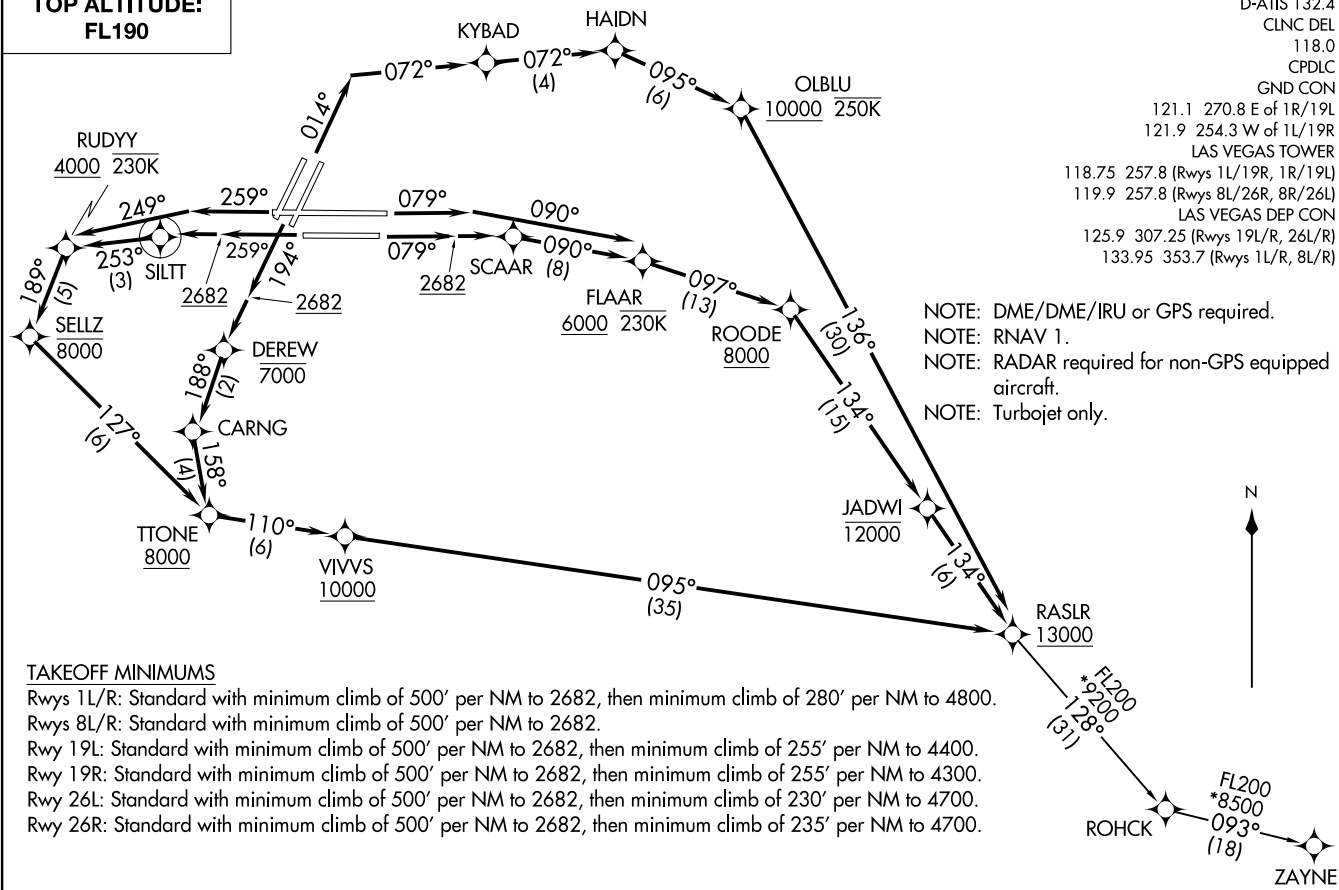 TOP ALTITUDE:
FL190
D-ATIS 132.4
CLNC DEL
118.0
CPDLC
GND CON
121.1 270.8 E of 1R/19L
121.9 254.3 W of 1L/19R
LAS VEGAS TOWER
118.75 257.8 (Rwys 1L/19R, 1R/19L)
119.9 257.8 (Rwys 8L/26R, 8R/26L)
LAS VEGAS DEP CON
125.9 307.25 (Rwys 19L/R, 26L/R)
133.95 353.7 (Rwys 1L/R, 8L/R)
HAIDN
KYBAD
072°
072°
(4)
095°
(6)
OLBLU
10000 250K
014°
RUDYY
4000 230K
249°
259°
079°
090°
253°
(3)
SILTT
259°
2682
194°
2682
079°
2682
SCAAR
090°
(8)
FLAAR
6000 230K
097°
(13)
ROODE
8000
136°
(30)
189°
(5)
SELLZ
8000
DEREW
7000
188°
(2)
CARNG
127°
(6)
158°
(4)
134°
(15)
NOTE: DME/DME/IRU or GPS required.
NOTE: RNAV 1.
NOTE: RADAR required for non-GPS equipped
aircraft.
NOTE: Turbojet only.
N
TTONE
8000
110°
(6)
VIVVS
10000
JADWI
12000
134°
(6)
095°
(35)
RASLR
13000
FL200
*9200
128°
(31)
ROHCK
FL200
*8500
093°
(18)
ZAYNE
TAKEOFF MINIMUMS
Rwys 1L/R: Standard with minimum climb of 500' per NM to 2682, then minimum climb of 280' per NM to 4800.
Rwys 8L/R: Standard with minimum climb of 500' per NM to 2682.
Rwy 19L: Standard with minimum climb of 500' per NM to 2682, then minimum climb of 255' per NM to 4400.
Rwy 19R: Standard with minimum climb of 500' per NM to 2682, then minimum climb of 255' per NM to 4300.
Rwy 26L: Standard with minimum climb of 500' per NM to 2682, then minimum climb of 230' per NM to 4700.
Rwy 26R: Standard with minimum climb of 500' per NM to 2682, then minimum climb of 235' per NM to 4700.